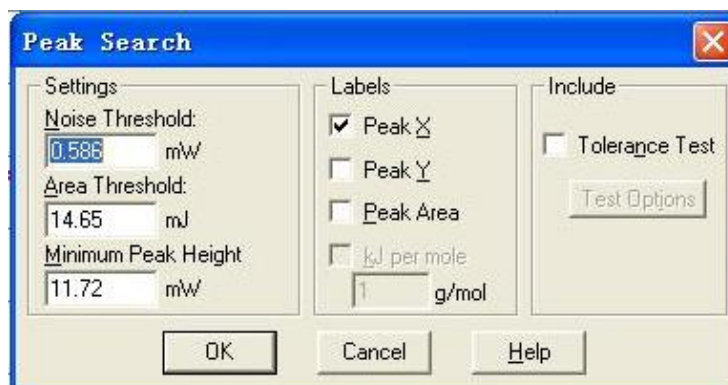 Peak Search
Settings
Noise Threshold:
0.586 mW
Area Threshold:
14.65 mJ
Minimum Peak Height
11.72 mW
Labels
Peak X
Peak Y
Peak Area
kJ per mole
1 g/mol
Include
Tolerance Test
Test Options
OK Cancel Help